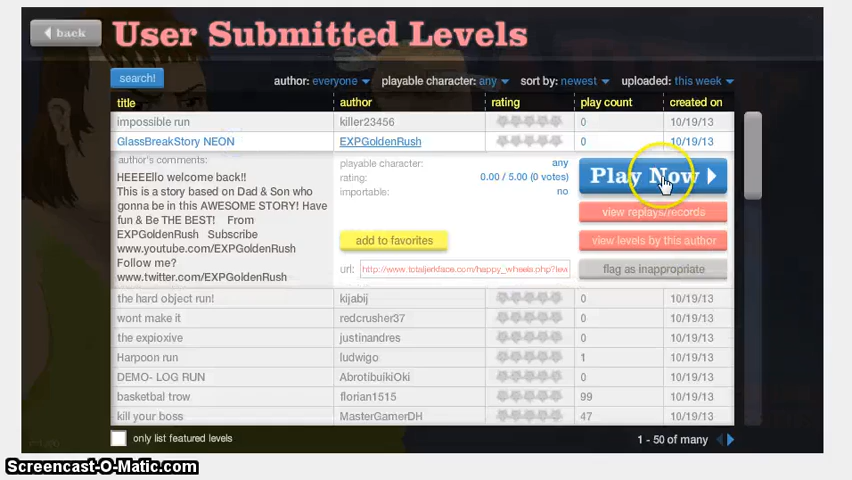 back
User Submitted Levels
search!
author: everyone playable character: any sort by: newest uploaded: this week
title author rating play count created on
impossible run killer23456 0 10/19/13
GlassBreakStory NEON EXPGoldenRush 0 10/19/13
author's comments:
HEEEEllo welcome back!!
This is a story based on Dad & Son who
gonna be in this AWESOME STORY! Have
fun & Be THE BEST! From
EXPGoldenRush Subscribe
www.youtube.com/EXPGoldenRush
Follow me?
www.twitter.com/EXPGoldenRush
playable character: any
rating: 0.00 / 5.00 (0 votes)
importable: no
add to favorites
url: http://www.totaljerkface.com/happy_wheels.php?leve
Play Now
view replays/records
view levels by this author
flag as inappropriate
the hard object run! kijabij 0 10/19/13
wont make it redcrusher37 0 10/19/13
the expioxive justinandres 0 10/19/13
Harpoon run ludwigo 1 10/19/13
DEMO- LOG RUN AbrotibuikiOki 0 10/19/13
basketbal trow florian1515 99 10/19/13
kill your boss MasterGamerDH 47 10/19/13
only list featured levels
1 - 50 of many
Screencast-O-Matic.com